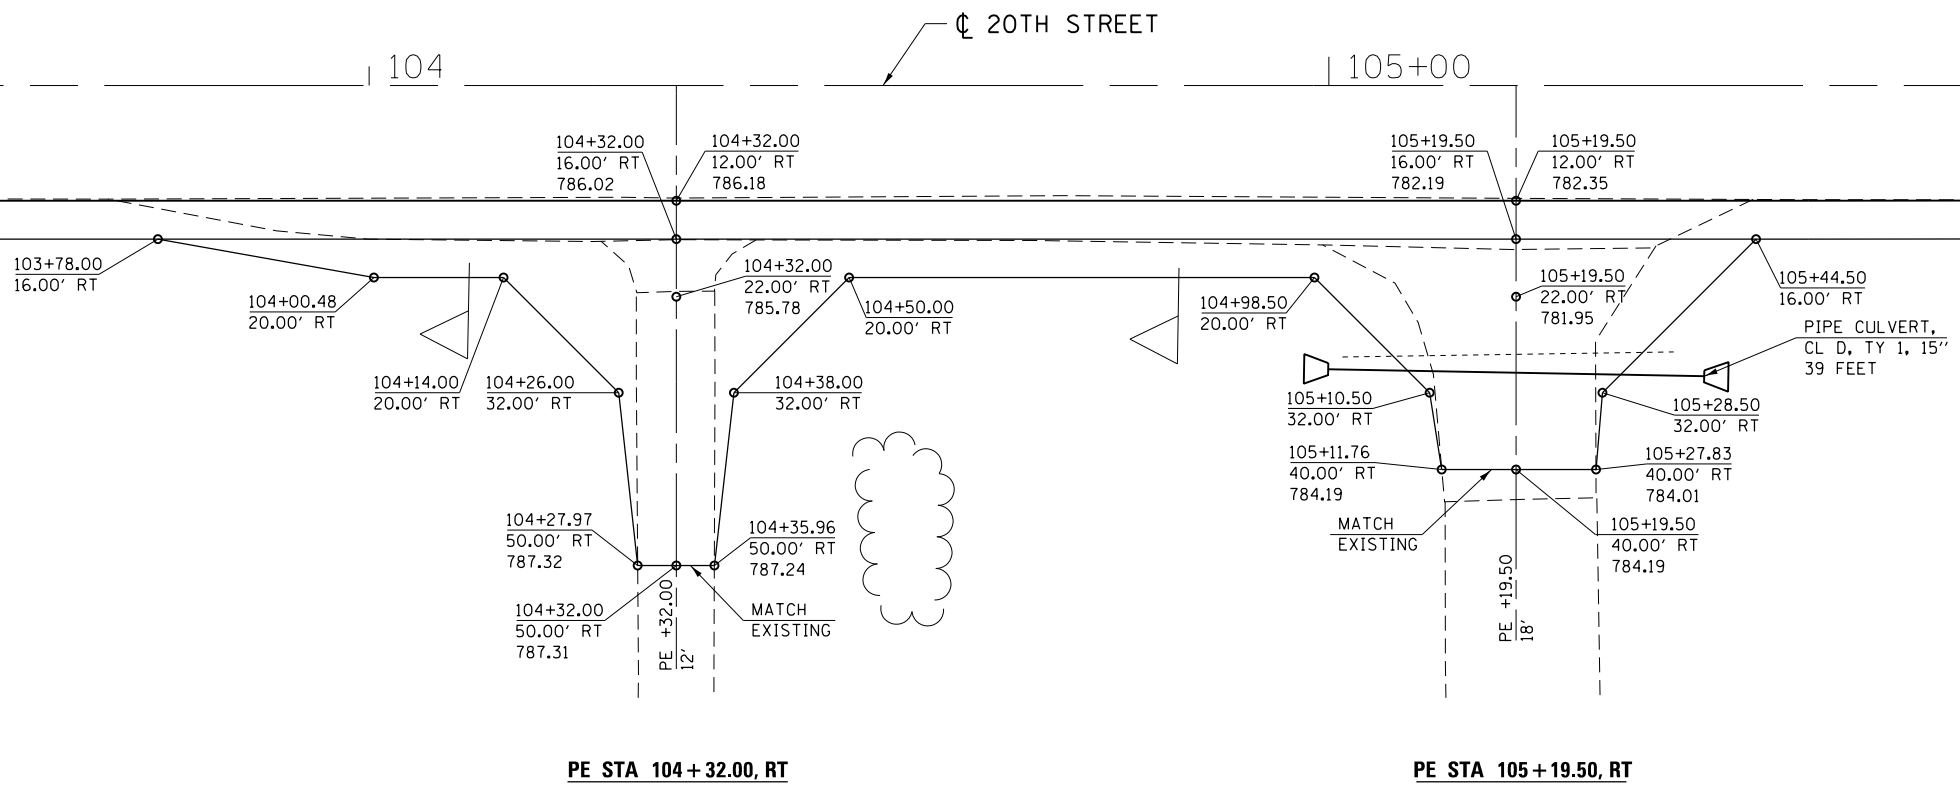 ℄ 20TH STREET
104
105+00
104+32.00
16.00' RT
786.02
104+32.00
12.00' RT
786.18
105+19.50
16.00' RT
782.19
105+19.50
12.00' RT
782.35
103+78.00
16.00' RT
104+00.48
20.00' RT
104+32.00
22.00' RT
785.78
104+50.00
20.00' RT
104+98.50
20.00' RT
105+19.50
22.00' RT
781.95
105+44.50
16.00' RT
PIPE CULVERT,
CL D, TY 1, 15"
39 FEET
104+14.00
20.00' RT
104+26.00
32.00' RT
104+38.00
32.00' RT
105+10.50
32.00' RT
105+28.50
32.00' RT
105+11.76
40.00' RT
784.19
105+27.83
40.00' RT
784.01
104+27.97
50.00' RT
787.32
104+35.96
50.00' RT
787.24
MATCH
EXISTING
105+19.50
40.00' RT
784.19
104+32.00
50.00' RT
787.31
PE +32.00
12'
MATCH
EXISTING
PE +19.50
18'
PE STA 104+32.00, RT
PE STA 105+19.50, RT